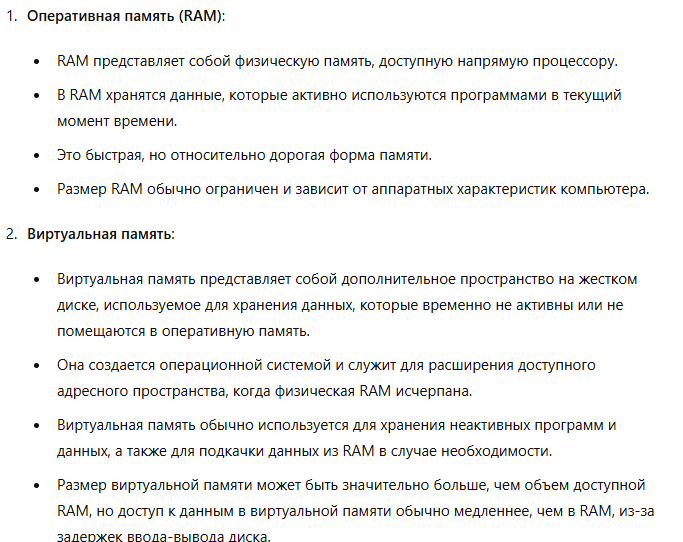 1. Оперативная память (RAM):
• RAM представляет собой физическую память, доступную напрямую процессору.
• В RAM хранятся данные, которые активно используются программами в текущий
момент времени.
• Это быстрая, но относительно дорогая форма памяти.
• Размер RAM обычно ограничен и зависит от аппаратных характеристик компьютера.
2. Виртуальная память:
• Виртуальная память представляет собой дополнительное пространство на жестком
диске, используемое для хранения данных, которые временно не активны или не
помещаются в оперативную память.
• Она создается операционной системой и служит для расширения доступного
адресного пространства, когда физическая RAM исчерпана.
• Виртуальная память обычно используется для хранения неактивных программ и
данных, а также для подкачки данных из RAM в случае необходимости.
• Размер виртуальной памяти может быть значительно больше, чем объем доступной
RAM, но доступ к данным в виртуальной памяти обычно медленнее, чем в RAM, из-за
задержек ввода-вывода диска.